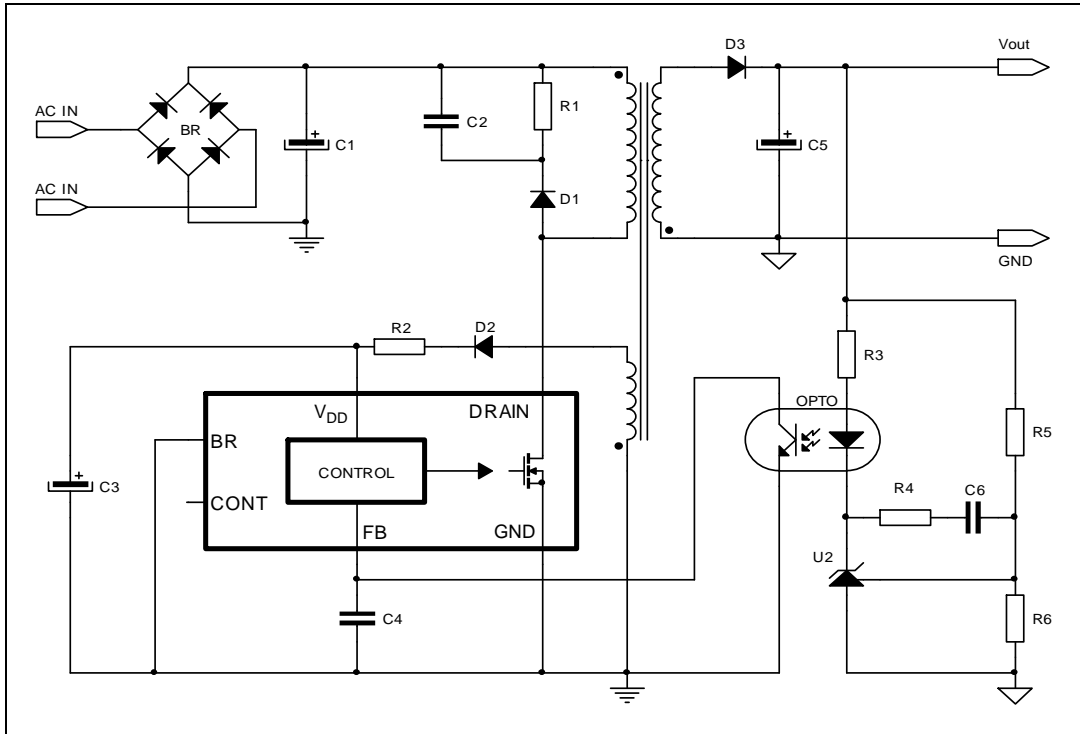 D3
Vout
AC IN
BR
+
C1
C2
R1
+
C5
AC IN
D1
GND
R2
D2
R3
OPTO
VDD
DRAIN
BR
R5
CONTROL
+
C3
CONT
R4
C6
FB
GND
U2
C4
R6